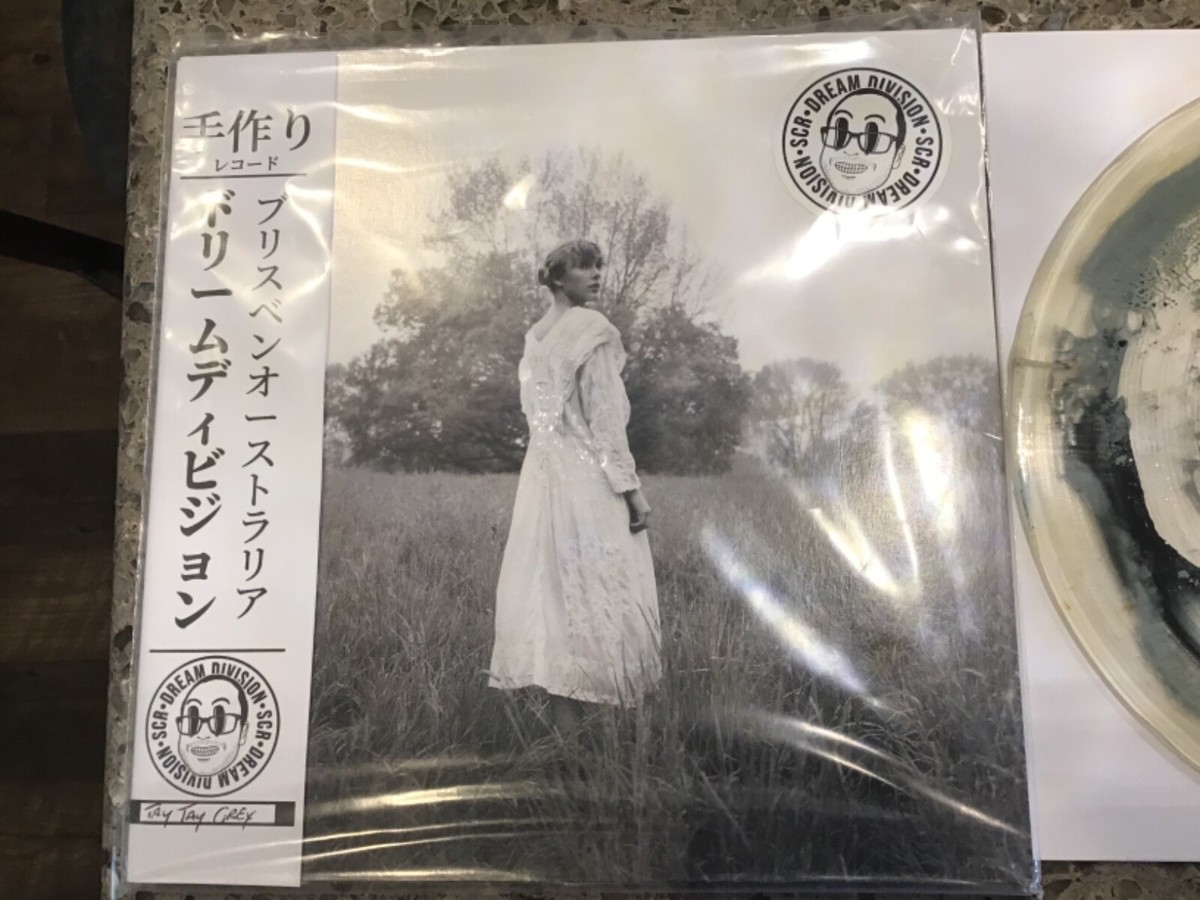 手作り
レコード
ブリスベンオーストラリア
ドリームディビジョン
SCR•DREAM DIVISION•SCR•DREAM DIVISION•
TAY TAY GREY
SCR•DREAM DIVISION•SCR•DREAM DIVISION•